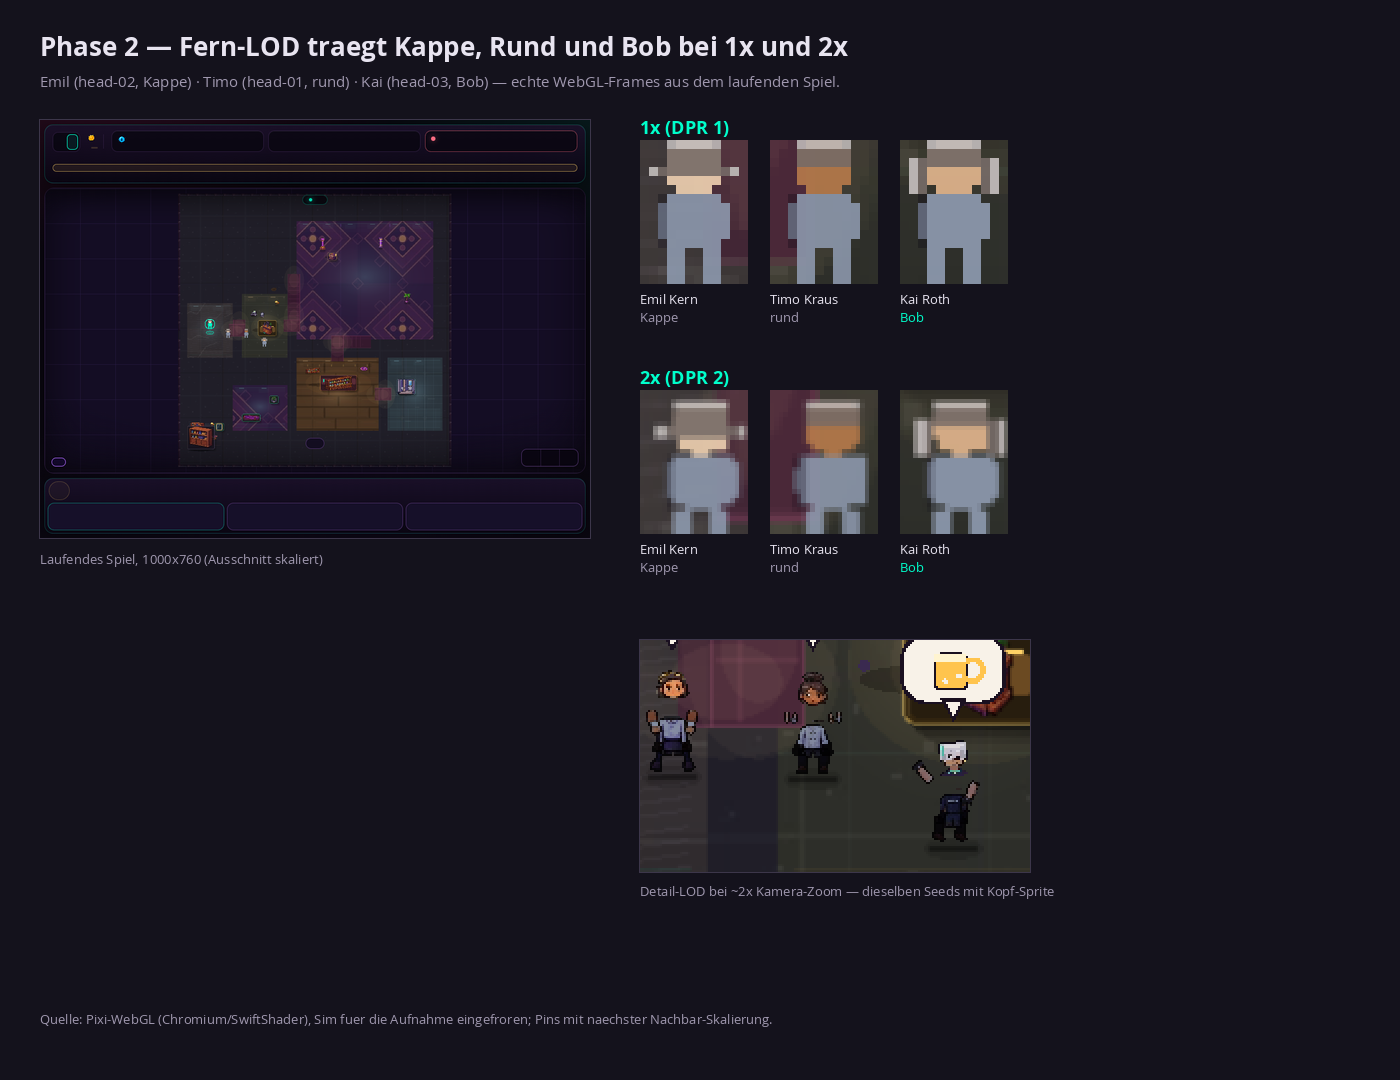 Phase 2 — Fern-LOD traegt Kappe, Rund und Bob bei 1x und 2x
Emil (head-02, Kappe) · Timo (head-01, rund) · Kai (head-03, Bob) — echte WebGL-Frames aus dem laufenden Spiel.
Laufendes Spiel, 1000x760 (Ausschnitt skaliert)
1x (DPR 1)
Emil Kern
Kappe
Timo Kraus
rund
Kai Roth
Bob
2x (DPR 2)
Emil Kern
Kappe
Timo Kraus
rund
Kai Roth
Bob
Detail-LOD bei ~2x Kamera-Zoom — dieselben Seeds mit Kopf-Sprite
Quelle: Pixi-WebGL (Chromium/SwiftShader), Sim fuer die Aufnahme eingefroren; Pins mit naechster Nachbar-Skalierung.